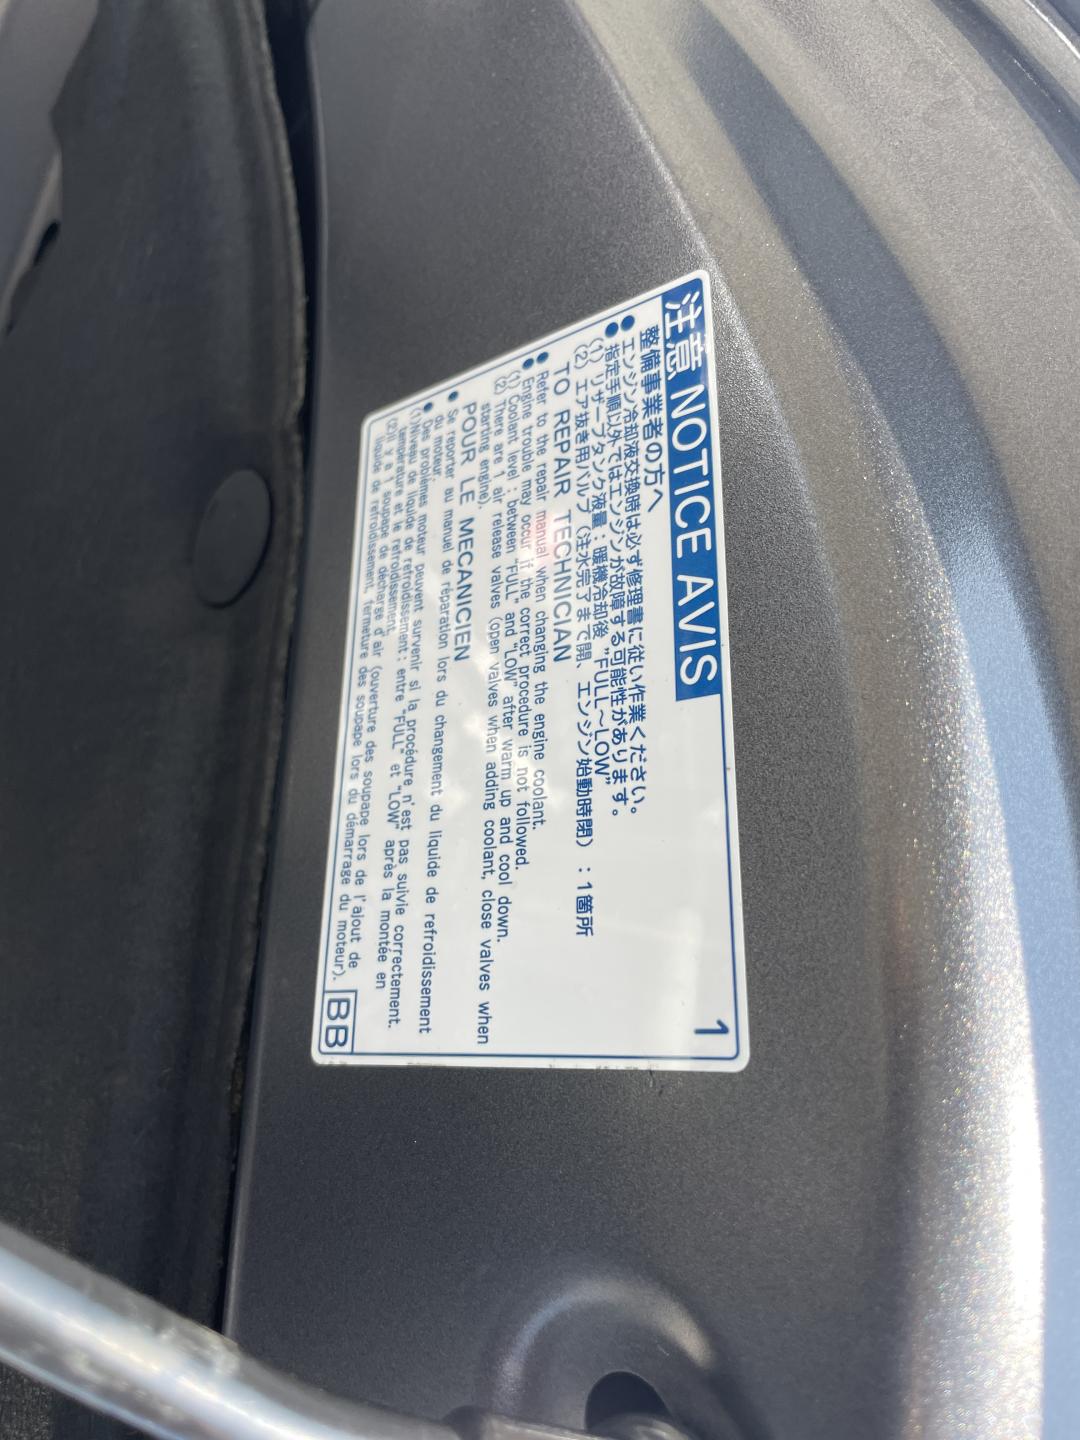 注意 NOTICE AVIS
1
整備事業者の方へ
● エンジン冷却液交換時は必ず修理書に従い作業ください。
● 指定手順以外ではエンジンが故障する可能性があります。
(1) リザーブタンク液量：暖機冷却後 "FULL～LOW"
(2) エア抜き用バルブ（注水完了まで開、エンジン始動時閉）：1箇所
TO REPAIR TECHNICIAN
● Refer to the repair manual when changing the engine coolant.
● Engine trouble may occur if the correct procedure is not followed.
(1) Coolant level : between "FULL" and "LOW" after warm up and cool down.
(2) There are 1 air release valves (open valves when adding coolant, close valves when
starting engine).
POUR LE MECANICIEN
● Se reporter au manuel de réparation lors du changement du liquide de refroidissement
du moteur.
● Des problèmes moteur peuvent survenir si la procédure n'est pas suivie correctement.
(1)Niveau de liquide de refroidissement : entre "FULL" et "LOW" après la montée en
température et le refroidissement.
(2)Il y a 1 soupape de décharge d'air (ouverture des soupape lors de l'ajout de
liquide de refroidissement, fermeture des soupape lors du démarrage du moteur).
BB